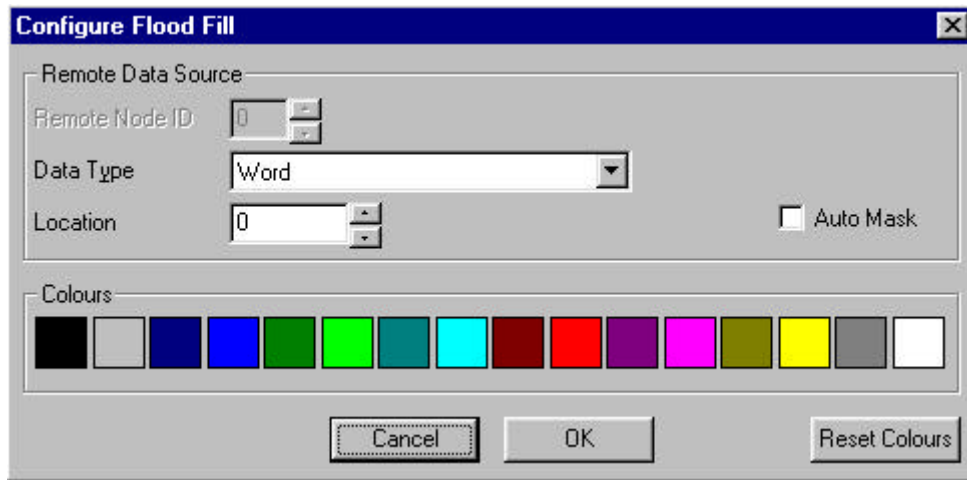 Configure Flood Fill
Remote Data Source
Remote Node ID 0
Data Type Word
Location 0 Auto Mask
Colours
Cancel OK Reset Colours